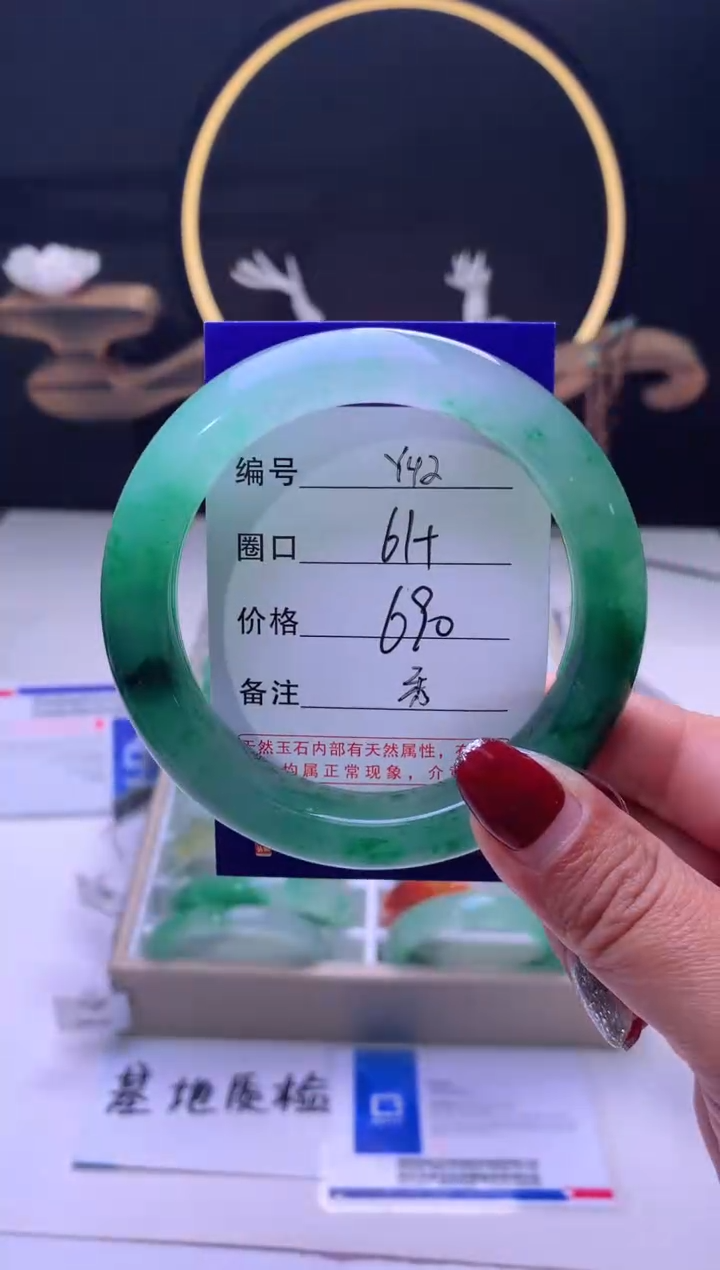 编号 Y42
圈口 61+
价格 690
备注 秀
然玉石内部有天然属性,
均属正常现象，介
基地质检